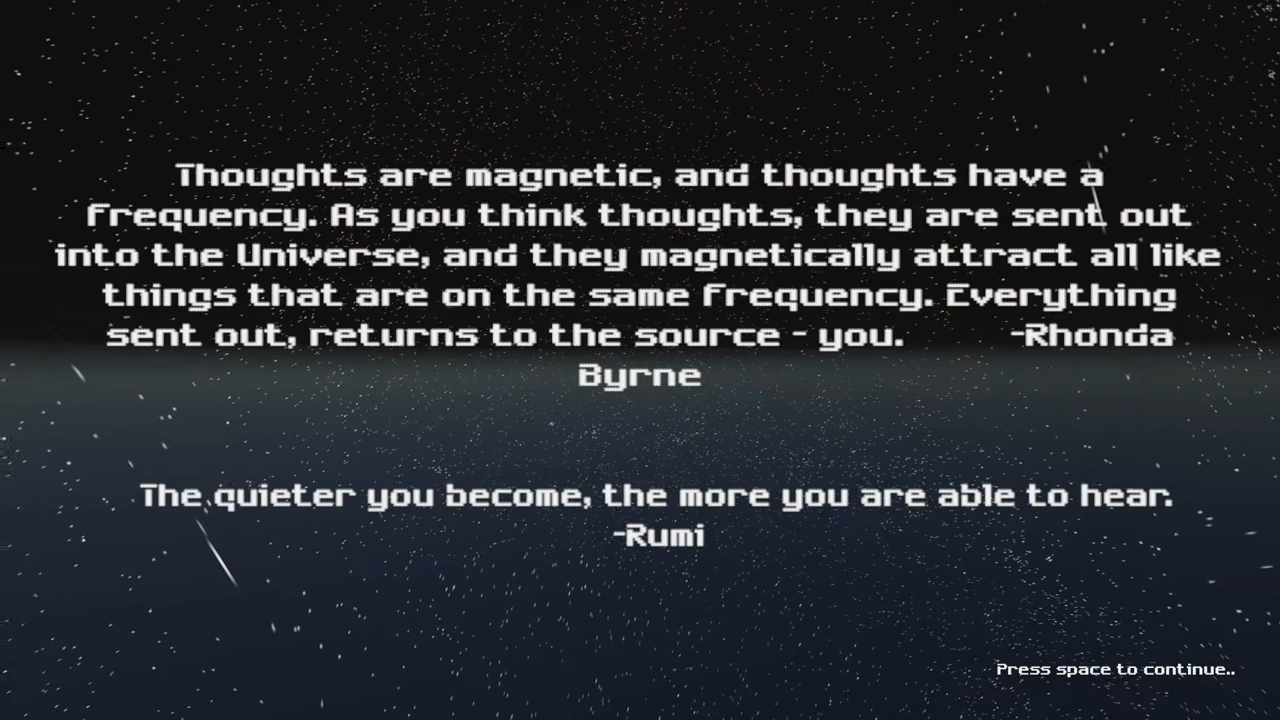 Thoughts are magnetic, and thoughts have a
frequency. As you think thoughts, they are sent out
into the Universe, and they magnetically attract all like
things that are on the same frequency. Everything
sent out, returns to the source - you. -Rhonda
Byrne
The quieter you become, the more you are able to hear.
-Rumi
Press space to continue..